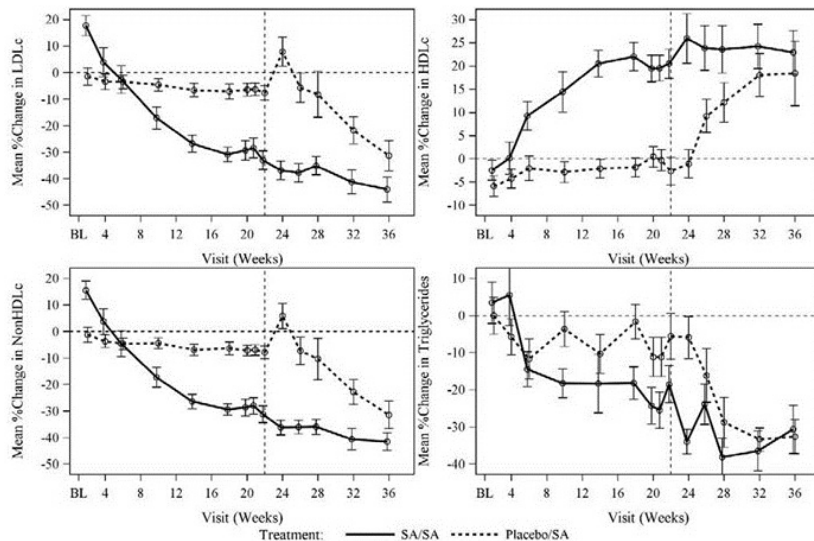 Mean %Change in LDLc
20
10
0
-10
-20
-30
-40
-50
BL 4 8 12 16 20 24 28 32 36
Visit (Weeks)
Mean %Change in HDLc
30
25
20
15
10
5
0
-5
-10
BL 4 8 12 16 20 24 28 32 36
Visit (Weeks)
Mean %Change in NonHDLc
20
10
0
-10
-20
-30
-40
-50
BL 4 8 12 16 20 24 28 32 36
Visit (Weeks)
Mean %Change in Triglycerides
10
0
-10
-20
-30
-40
BL 4 8 12 16 20 24 28 32 36
Visit (Weeks)
Treatment: SA/SA Placebo/SA